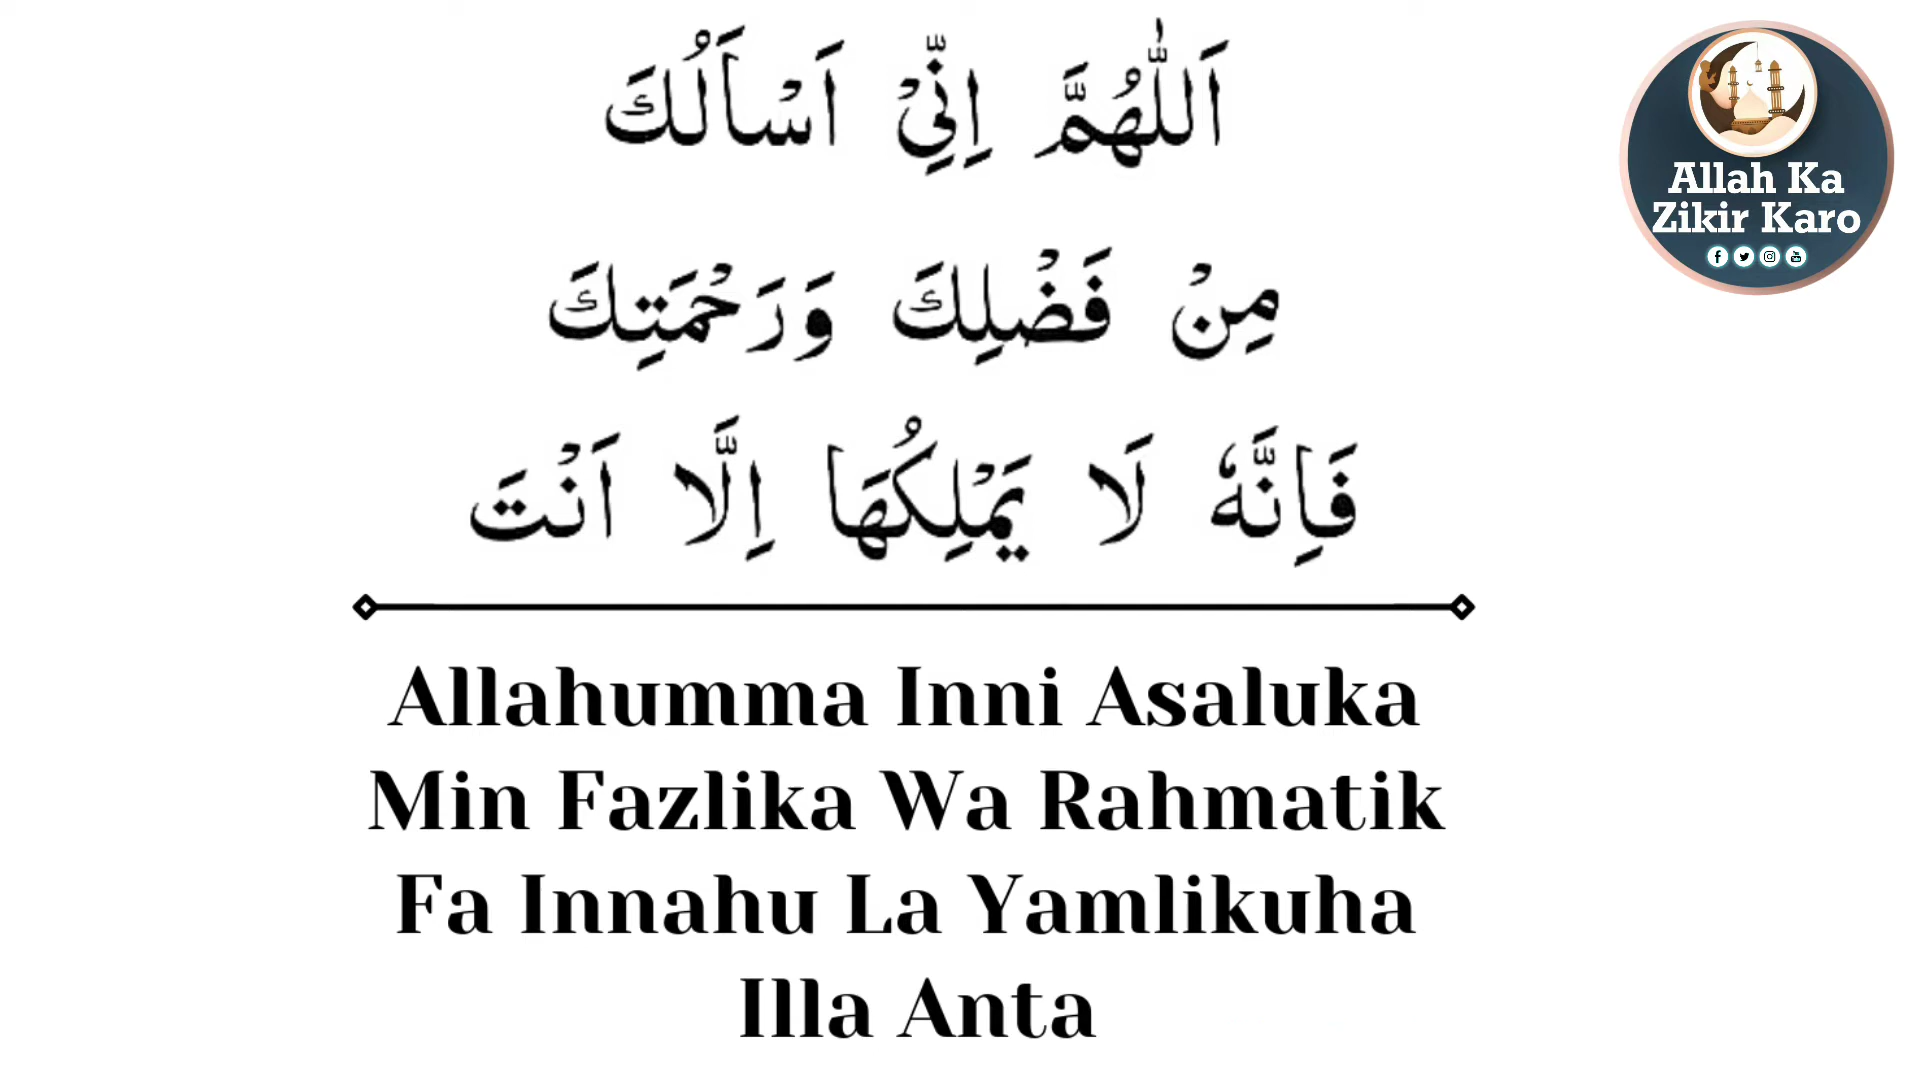 اَللّٰهُمَّ اِنِّیْ اَسْاَلُكَ
مِنْ فَضْلِكَ وَرَحْمَتِكَ
فَاِنَّهٗ لَا يَمْلِكُهَا اِلَّا اَنْتَ
Allahumma Inni Asaluka
Min Fazlika Wa Rahmatik
Fa Innahu La Yamlikuha
Illa Anta
Allah Ka
Zikir Karo